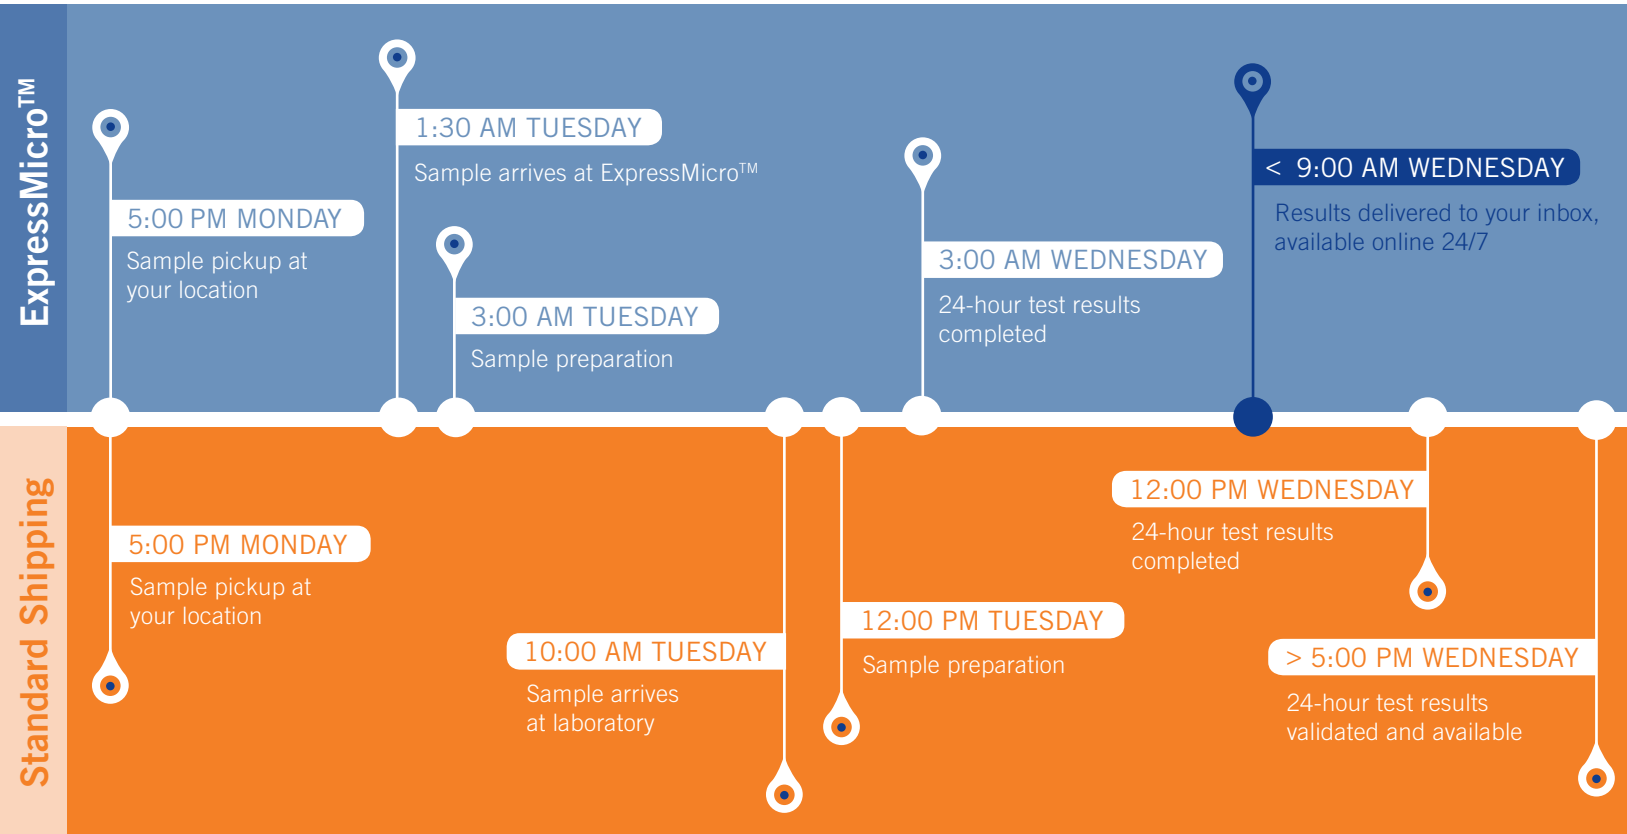 ExpressMicro™
5:00 PM MONDAY
Sample pickup at
your location
1:30 AM TUESDAY
Sample arrives at ExpressMicro™
3:00 AM TUESDAY
Sample preparation
3:00 AM WEDNESDAY
24-hour test results
completed
< 9:00 AM WEDNESDAY
Results delivered to your inbox,
available online 24/7
Standard Shipping
5:00 PM MONDAY
Sample pickup at
your location
10:00 AM TUESDAY
Sample arrives
at laboratory
12:00 PM TUESDAY
Sample preparation
12:00 PM WEDNESDAY
24-hour test results
completed
> 5:00 PM WEDNESDAY
24-hour test results
validated and available